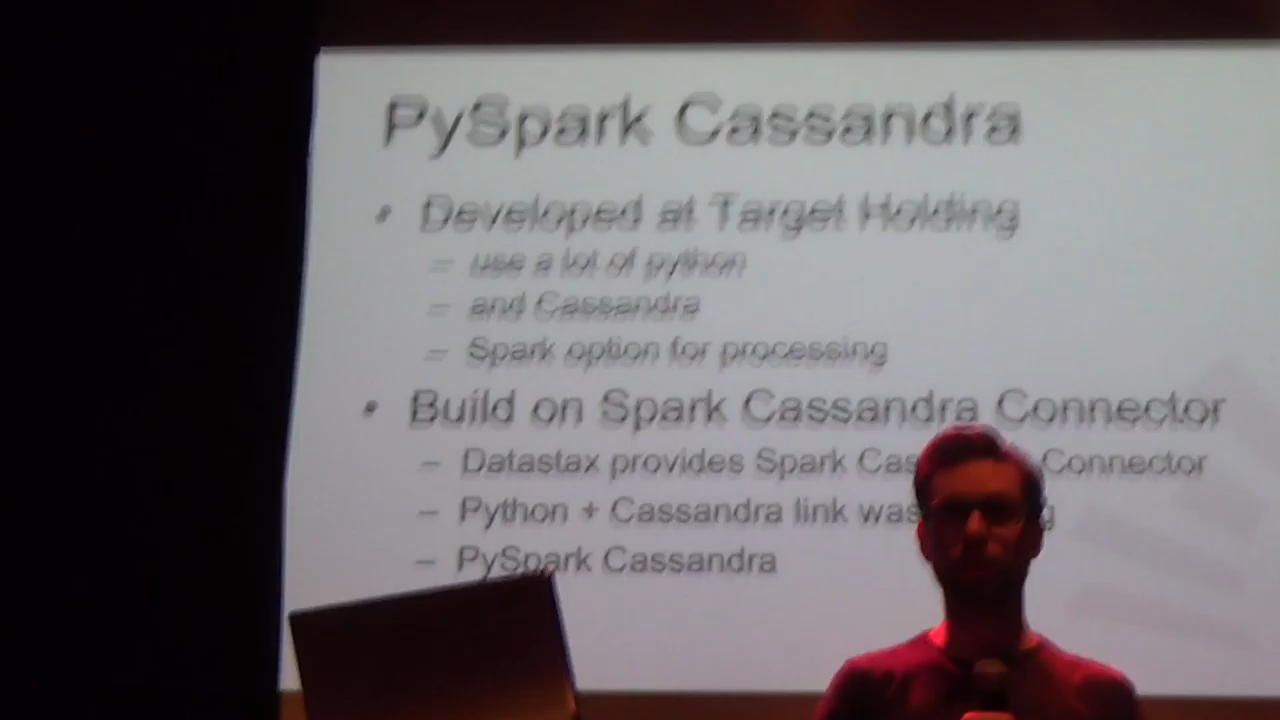 PySpark Cassandra
• Developed at Target Holding
– use a lot of python
– and Cassandra
– Spark option for processing
• Build on Spark Cassandra Connector
– Datastax provides Spark Connector
– Python + Cassandra link was
– PySpark Cassandra